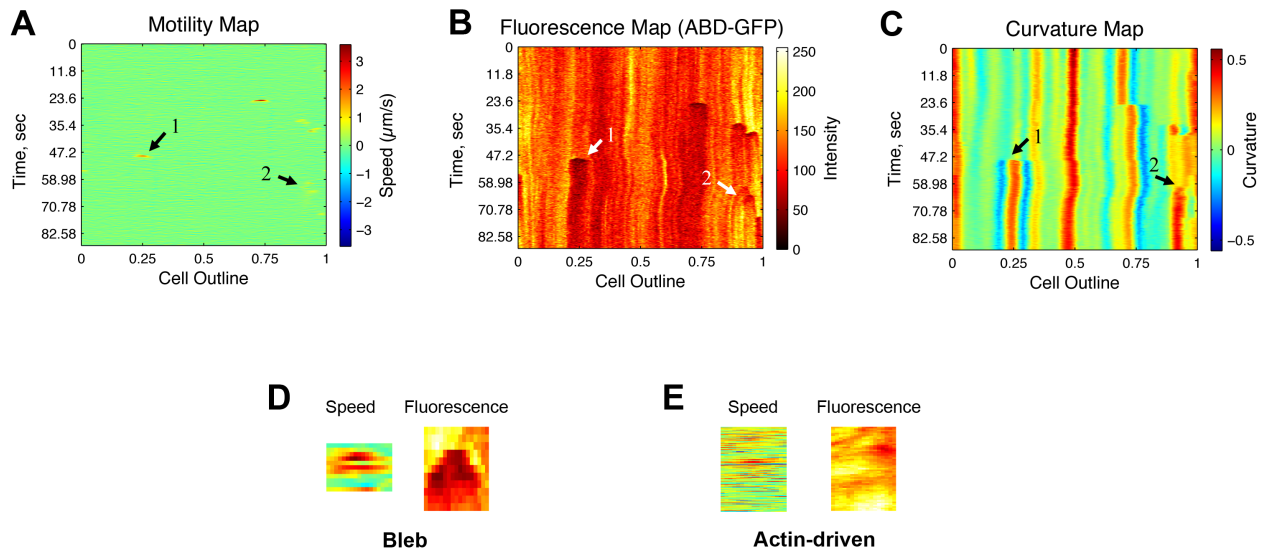 A
Motility Map
0
11.8
23.6
35.4
47.2
58.98
70.78
82.58
Time, sec
0
0.25
0.5
0.75
1
Cell Outline
1
2
3
2
1
0
−1
−2
−3
Speed (µm/s)
B
Fluorescence Map (ABD-GFP)
0
11.8
23.6
35.4
47.2
58.98
70.78
82.58
Time, sec
0
0.25
0.5
0.75
1
Cell Outline
1
2
250
200
150
100
50
0
Intensity
C
Curvature Map
0
11.8
23.6
35.4
47.2
58.98
70.78
82.58
Time, sec
0
0.25
0.5
0.75
1
Cell Outline
1
2
0.5
0
−0.5
Curvature
D
Speed
Fluorescence
Bleb
E
Speed
Fluorescence
Actin-driven